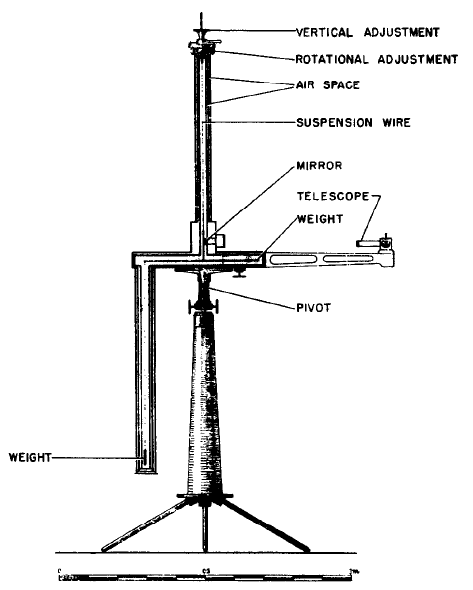 VERTICAL ADJUSTMENT
ROTATIONAL ADJUSTMENT
AIR SPACE
SUSPENSION WIRE
MIRROR
TELESCOPE
WEIGHT
PIVOT
WEIGHT